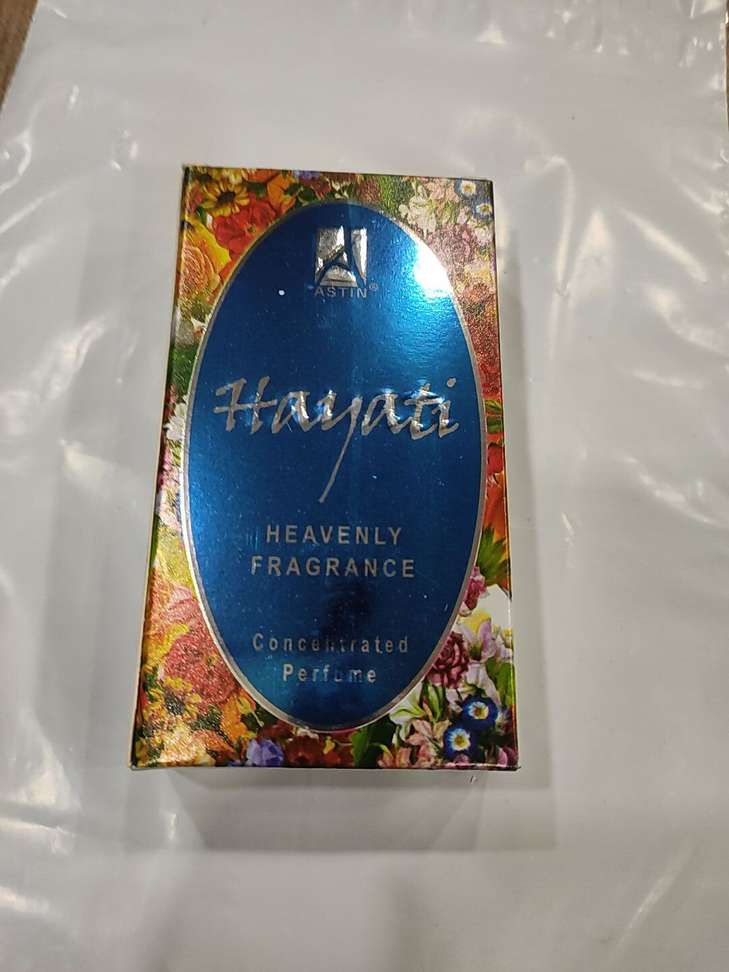 ASTIN®
Hayati
HEAVENLY
FRAGRANCE
Concentrated
Perfume